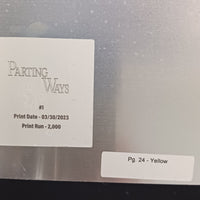 PARTING
WAYS
#1
Print Date - 03/30/2023
Print Run - 2,000
Pg. 24 - Yellow